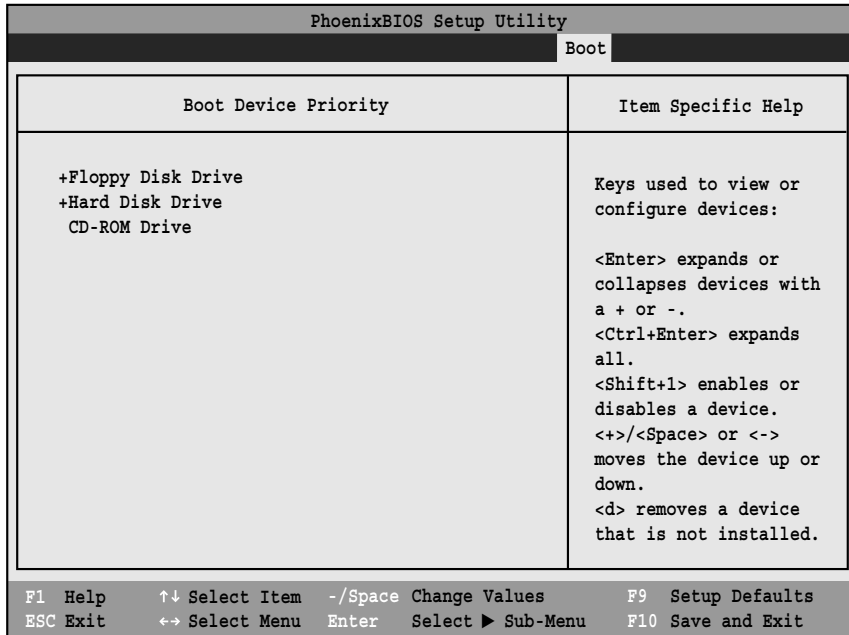 PhoenixBIOS Setup Utility
Boot
Boot Device Priority
+Floppy Disk Drive
+Hard Disk Drive
CD-ROM Drive
Item Specific Help
Keys used to view or
configure devices:
<Enter> expands or
collapses devices with
a + or -.
<Ctrl+Enter> expands
all.
<Shift+1> enables or
disables a device.
<+>/<Space> or <->
moves the device up or
down.
<d> removes a device
that is not installed.
F1 Help ↑↓ Select Item -/Space Change Values F9 Setup Defaults
ESC Exit ←→ Select Menu Enter Select ▶ Sub-Menu F10 Save and Exit